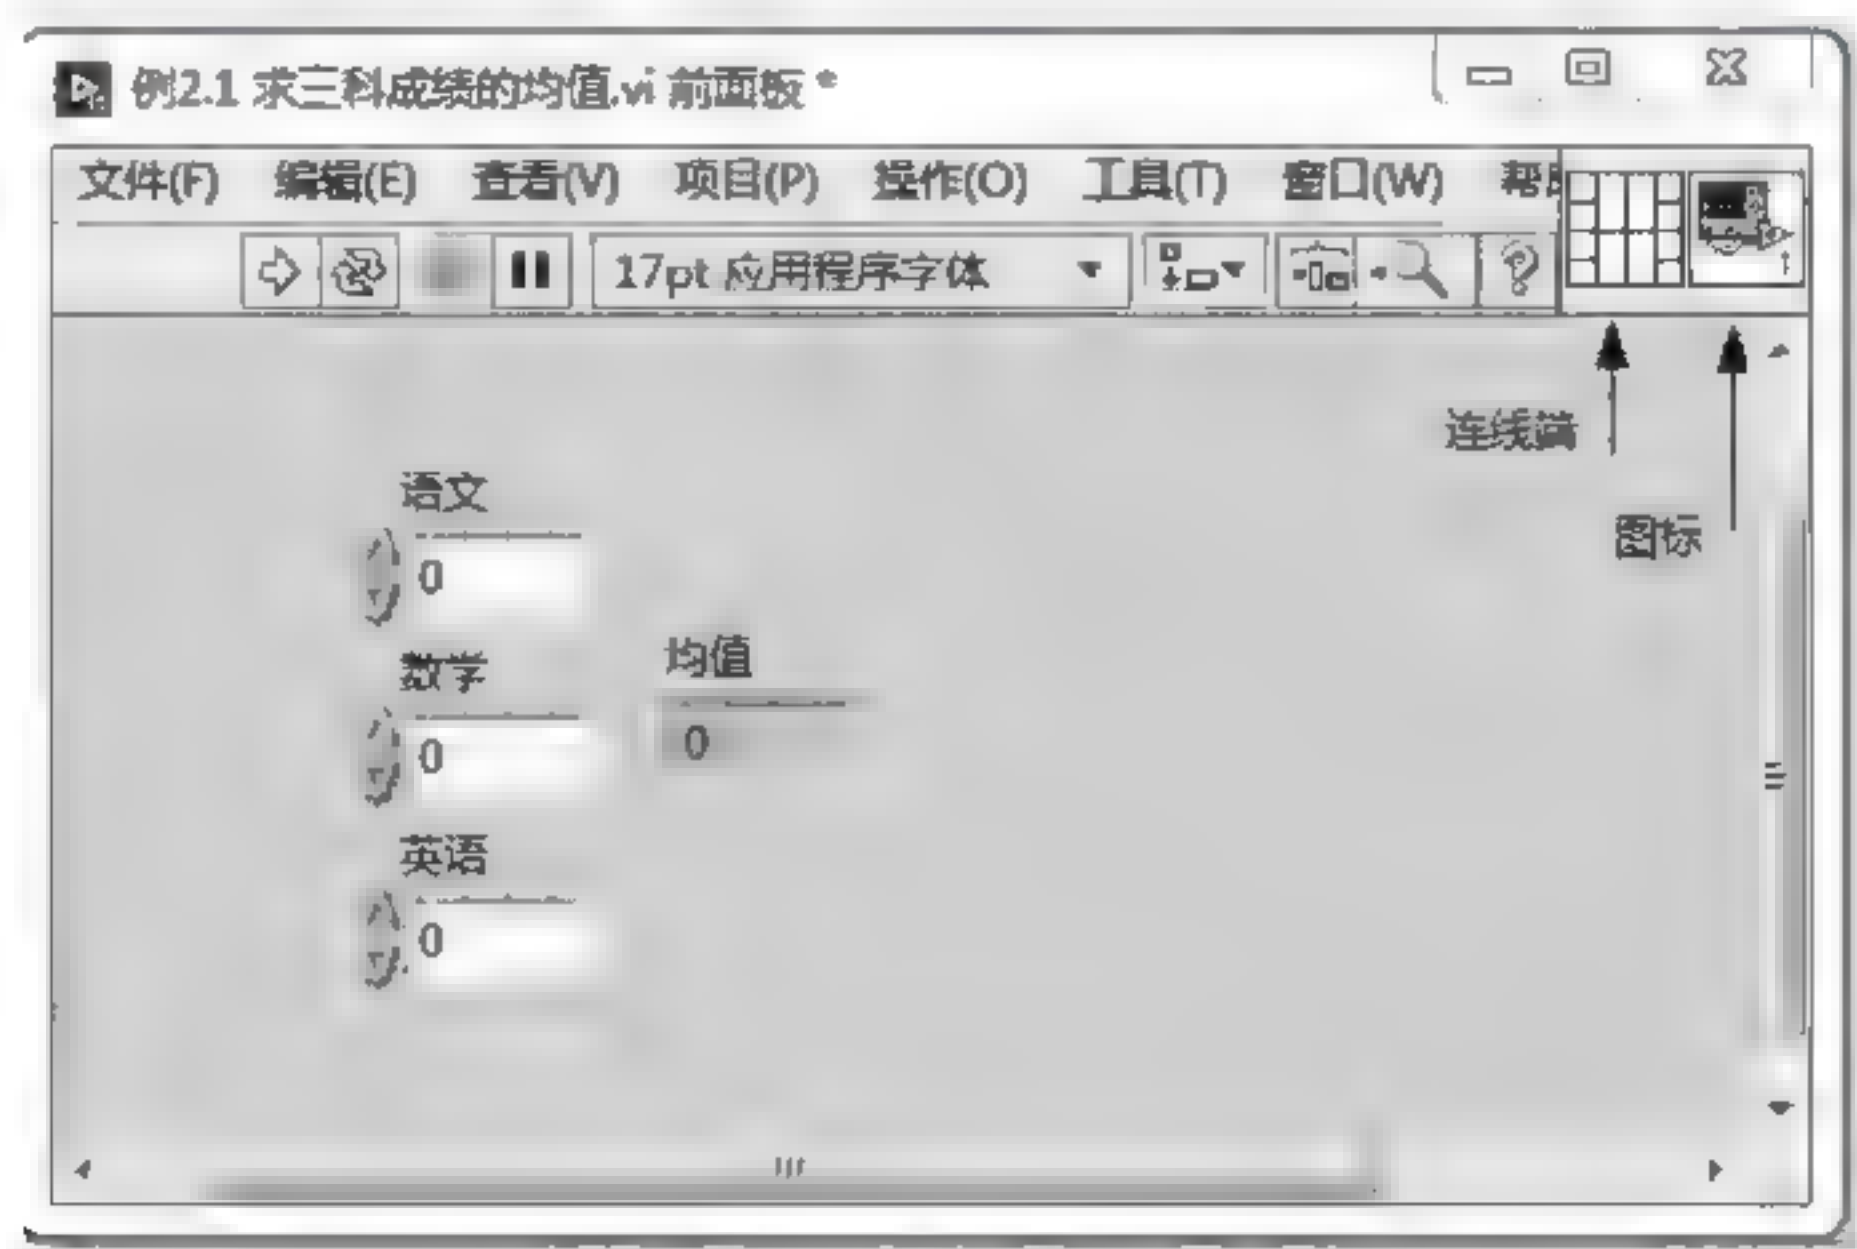 例2.1 求三科成绩的均值.vi 前面板 *
文件(F) 编辑(E) 查看(V) 项目(P) 操作(O) 工具(T) 窗口(W) 帮
17pt 应用程序字体
连线端
图标
语文
0
数学
0
均值
0
英语
0